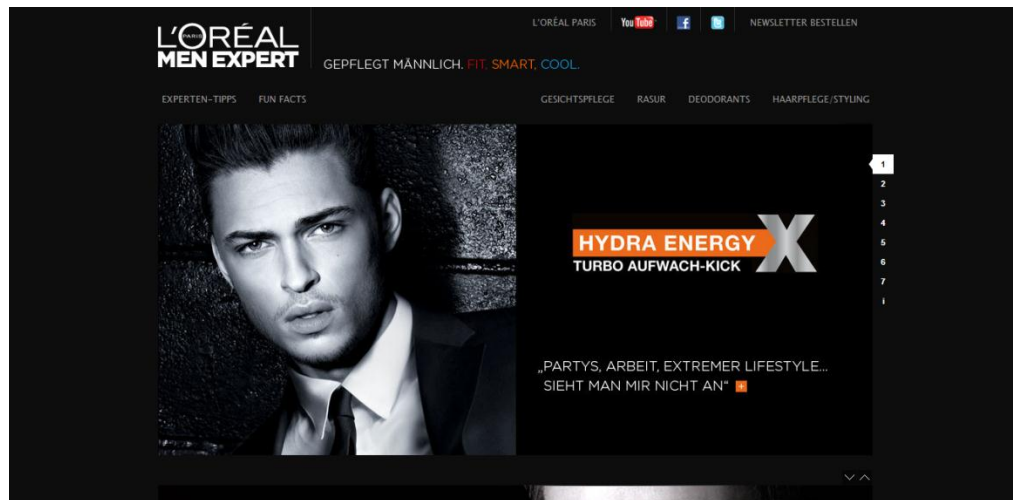 L'ORÉAL PARIS
YouTube
NEWSLETTER BESTELLEN
L'ORÉAL
PARIS
MEN EXPERT
GEPFLEGT MÄNNLICH. FIT, SMART, COOL.
EXPERTEN-TIPPS FUN FACTS GESICHTSPFLEGE RASUR DEODORANTS HAARPFLEGE/STYLING
HYDRA ENERGY X
TURBO AUFWACH-KICK
„PARTYS, ARBEIT, EXTREMER LIFESTYLE...
SIEHT MAN MIR NICHT AN“ +
1
2
3
4
5
6
7
i